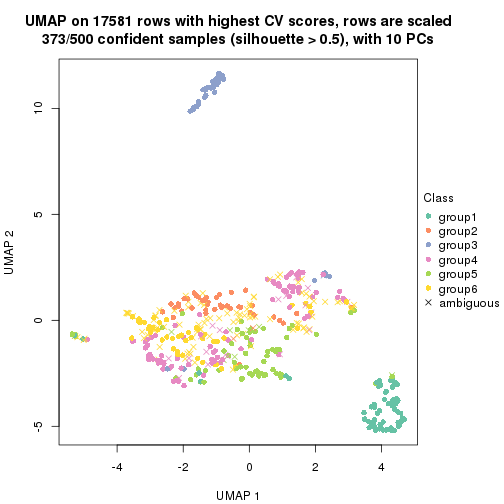 UMAP on 17581 rows with highest CV scores, rows are scaled
373/500 confident samples (silhouette > 0.5), with 10 PCs
10
5
0
-5
UMAP 2
-4
-2
0
2
4
UMAP 1
Class
group1
group2
group3
group4
group5
group6
ambiguous